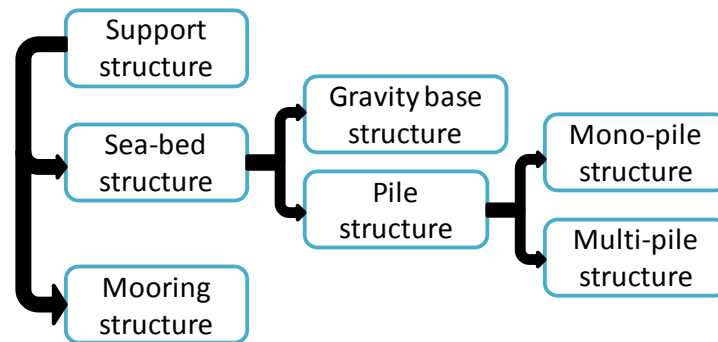 Support
structure
Sea-bed
structure
Mooring
structure
Gravity base
structure
Pile
structure
Mono-pile
structure
Multi-pile
structure